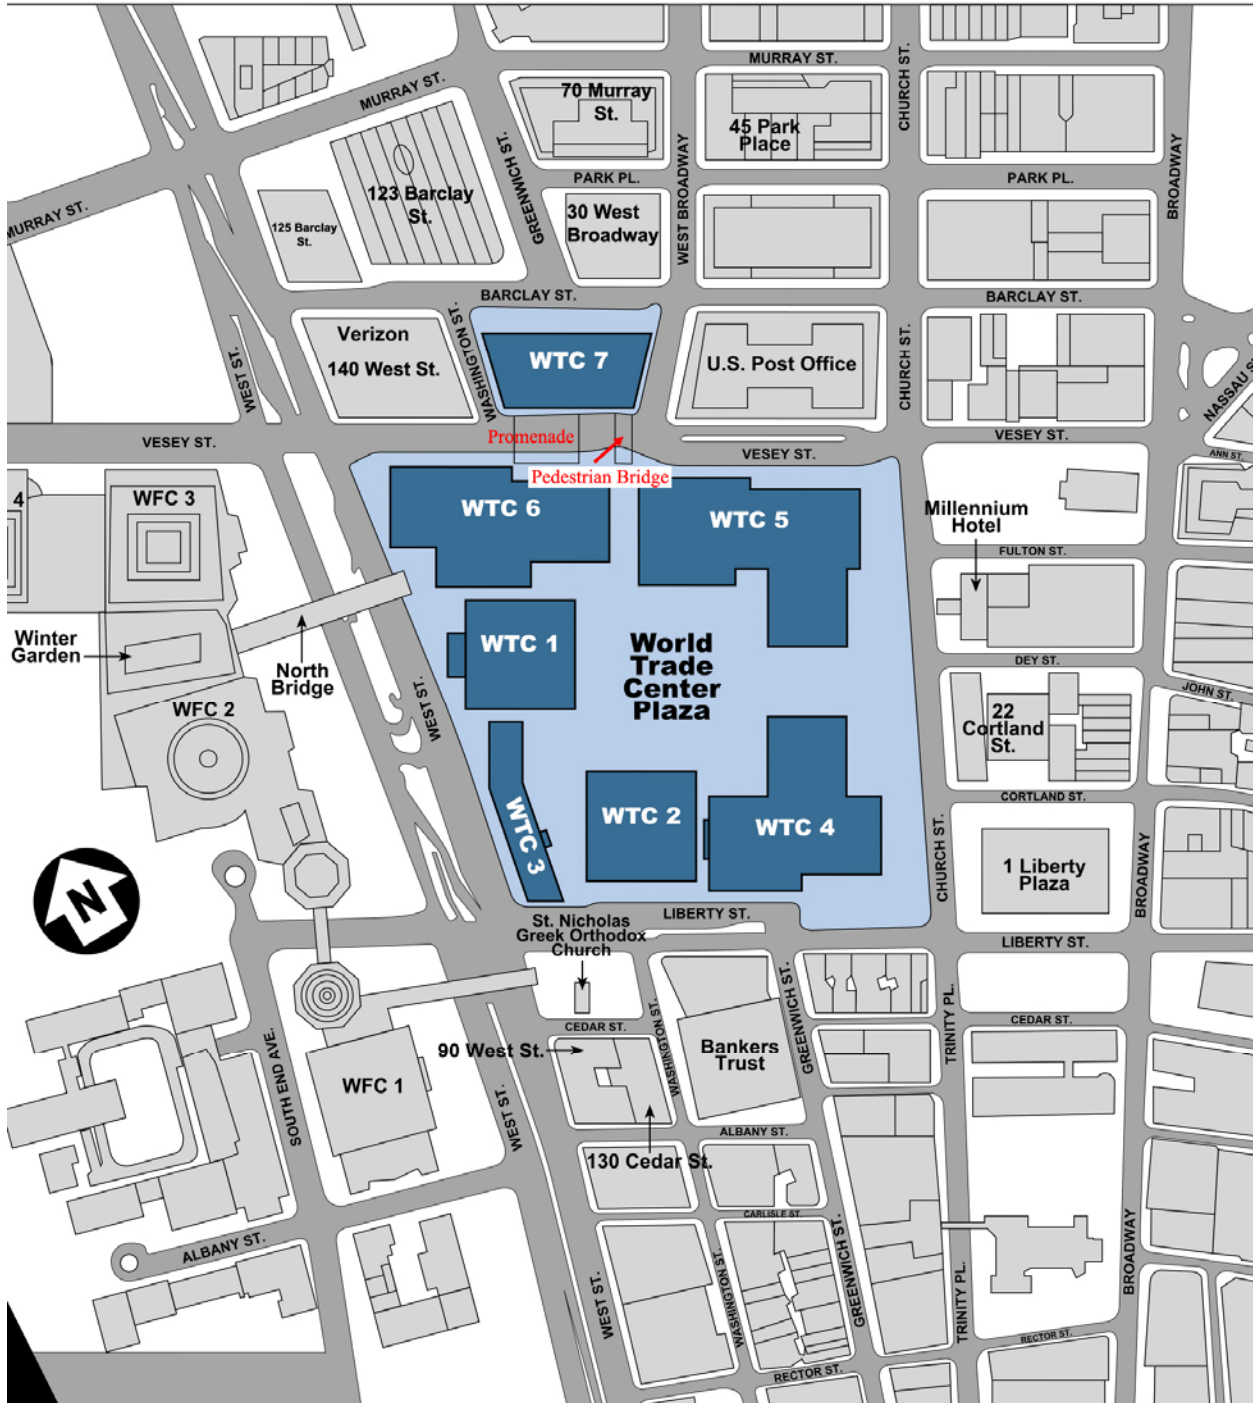 MURRAY ST.
MURRAY ST.
MURRAY ST.
70 Murray
St.
45 Park
Place
CHURCH ST.
BROADWAY
GREENWICH ST.
WEST BROADWAY
PARK PL.
PARK PL.
123 Barclay
St.
125 Barclay
St.
30 West
Broadway
BARCLAY ST.
BARCLAY ST.
WEST ST.
Verizon
140 West St.
WASHINGTON ST.
WTC 7
U.S. Post Office
CHURCH ST.
NASSAU ST.
VESEY ST.
Promenade
Pedestrian Bridge
VESEY ST.
VESEY ST.
ANN ST.
4
WFC 3
WTC 6
WTC 5
Millennium
Hotel
FULTON ST.
Winter
Garden
North
Bridge
WTC 1
World
Trade
Center
Plaza
DEY ST.
JOHN ST.
WFC 2
WEST ST.
22
Cortland
St.
CORTLAND ST.
WTC 3
WTC 2
WTC 4
CHURCH ST.
1 Liberty
Plaza
BROADWAY
N
LIBERTY ST.
LIBERTY ST.
St. Nicholas
Greek Orthodox
Church
CEDAR ST.
CEDAR ST.
WASHINGTON ST.
GREENWICH ST.
TRINITY PL.
SOUTH END AVE.
90 West St.
Bankers
Trust
WFC 1
WEST ST.
ALBANY ST.
130 Cedar St.
CARLISLE ST.
ALBANY ST.
WEST ST.
WASHINGTON ST.
GREENWICH ST.
TRINITY PL.
BROADWAY
RECTOR ST.
RECTOR ST.